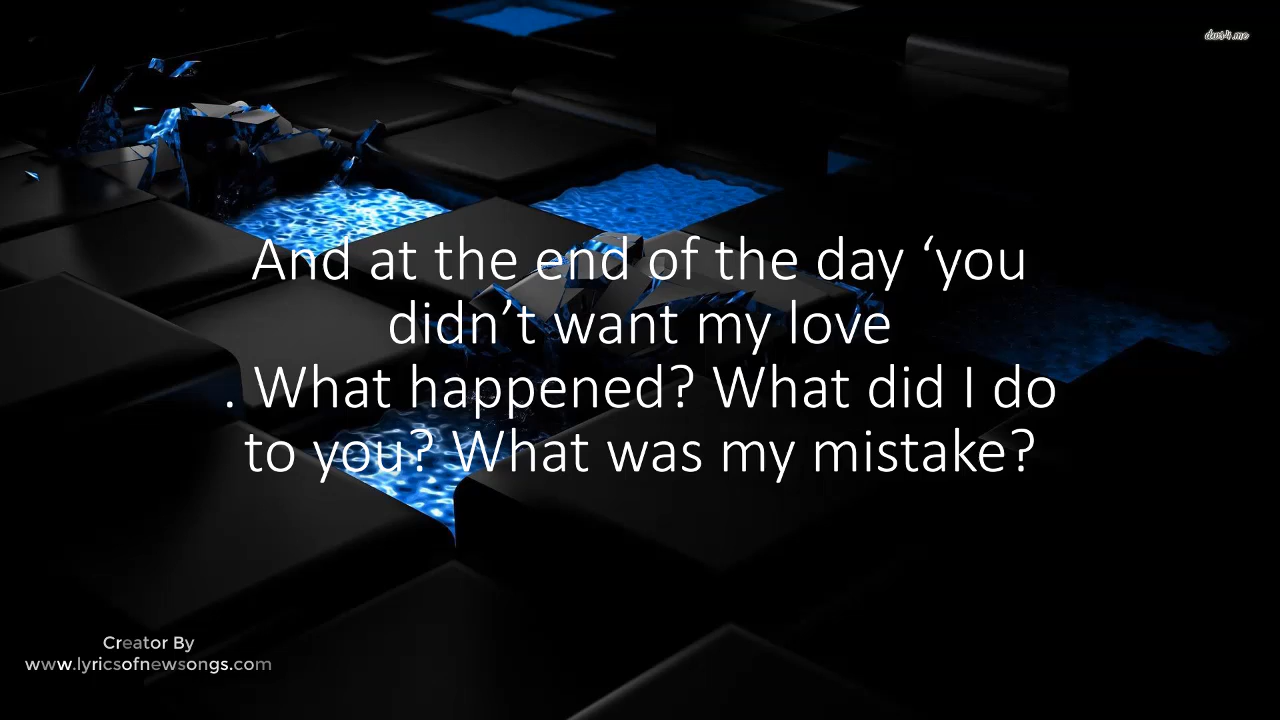 And at the end of the day ‘you
didn’t want my love
. What happened? What did I do
to you? What was my mistake?
Creator By
www.lyricsofnewsongs.com